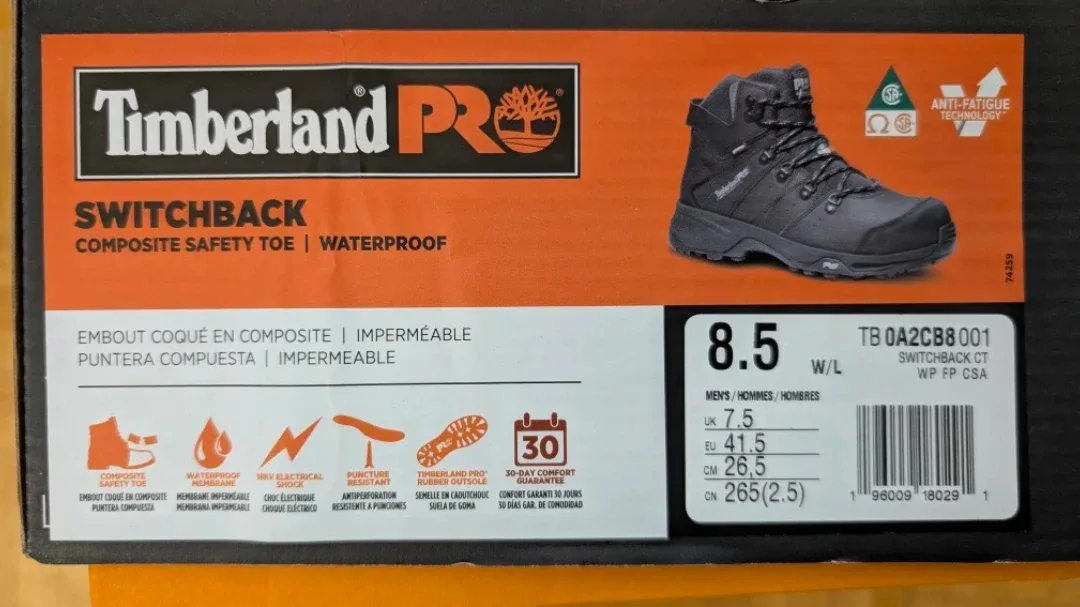 Timberland® PRO®
SWITCHBACK
COMPOSITE SAFETY TOE | WATERPROOF
ANTI-FATIGUE
TECHNOLOGY
74259
EMBOUT COQUÉ EN COMPOSITE | IMPERMÉABLE
PUNTERA COMPUESTA | IMPERMEABLE
COMPOSITE
SAFETY TOE
EMBOUT COQUÉ EN COMPOSITE
PUNTERA COMPUESTA
WATERPROOF
MEMBRANE
MEMBRANE IMPERMÉABLE
MEMBRANA IMPERMEABLE
18KV ELECTRICAL
SHOCK
CHOC ÉLECTRIQUE
CHOQUE ELÉCTRICO
PUNCTURE
RESISTANT
ANTIPERFORATION
RESISTENTE A PUNCIONES
TIMBERLAND PRO®
RUBBER OUTSOLE
SEMELLE EN CAOUTCHOUC
SUELA DE GOMA
30
30-DAY COMFORT
GUARANTEE
CONFORT GARANTI 30 JOURS
30 DÍAS GAR. DE COMODIDAD
8.5 W/L
MEN'S / HOMMES / HOMBRES
UK 7.5
EU 41.5
CM 26,5
CN 265(2.5)
TB 0A2CB8 001
SWITCHBACK CT
WP FP CSA
1 96009 18029 1